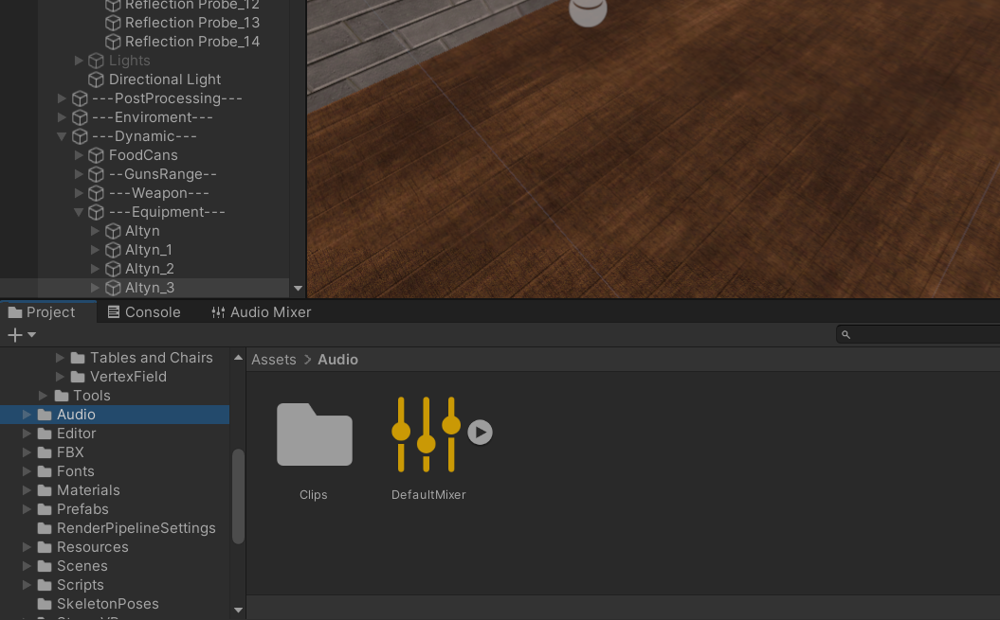 Reflection Probe_12
Reflection Probe_13
Reflection Probe_14
Lights
Directional Light
---PostProcessing---
---Enviroment---
---Dynamic---
FoodCans
--GunsRange--
---Weapon---
---Equipment---
Altyn
Altyn_1
Altyn_2
Altyn_3
Project
Console
Audio Mixer
Tables and Chairs
VertexField
Tools
Audio
Editor
FBX
Fonts
Materials
Prefabs
RenderPipelineSettings
Resources
Scenes
Scripts
SkeletonPoses
Assets > Audio
Clips
DefaultMixer